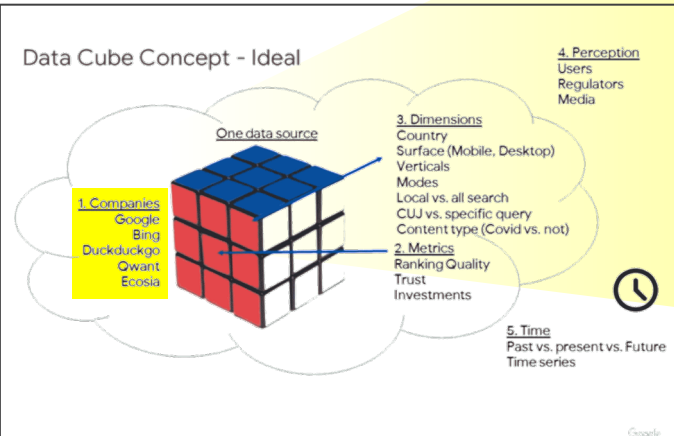 Data Cube Concept - Ideal
4. Perception
Users
Regulators
Media
One data source
3. Dimensions
Country
Surface (Mobile, Desktop)
Verticals
Modes
Local vs. all search
CUJ vs. specific query
Content type (Covid vs. not)
1. Companies
Google
Bing
Duckduckgo
Qwant
Ecosia
2. Metrics
Ranking Quality
Trust
Investments
5. Time
Past vs. present vs. Future
Time series
Google